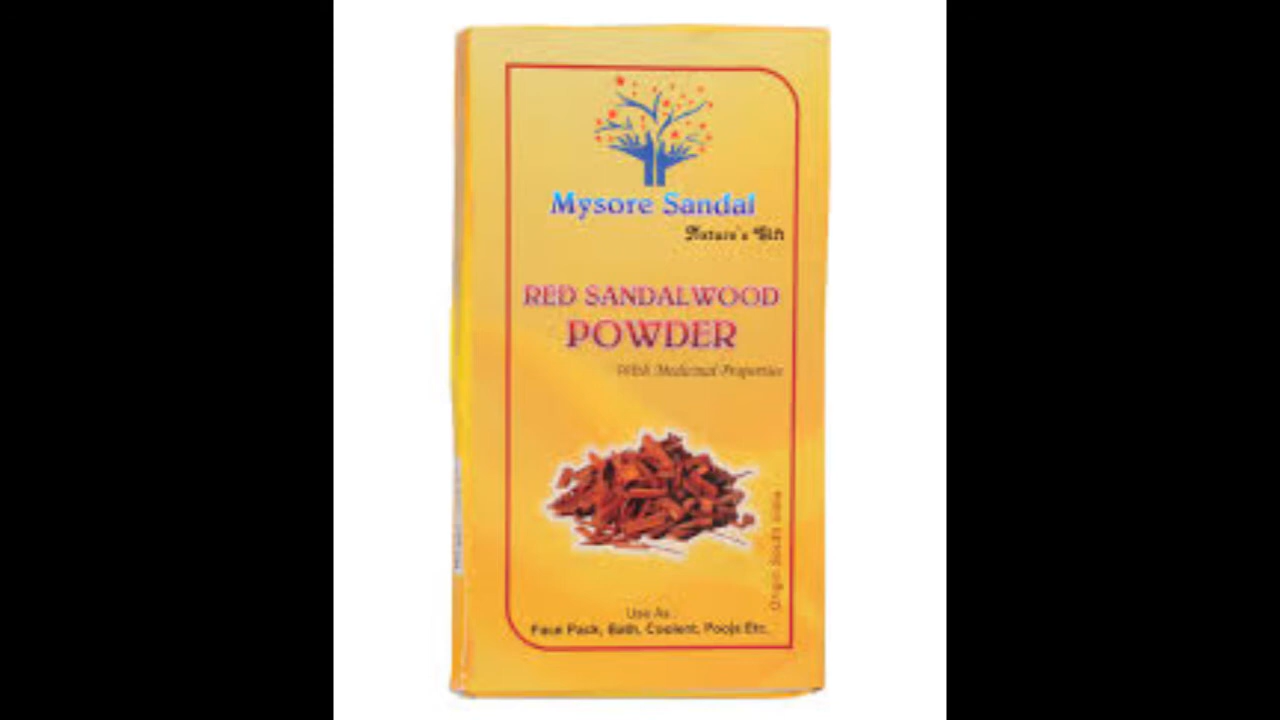 Mysore Sandal
Nature's Gift
RED SANDALWOOD
POWDER
With Medicinal Properties
Origin South India
Use As
Face Pack, Bath, Coolent, Pooja Etc.